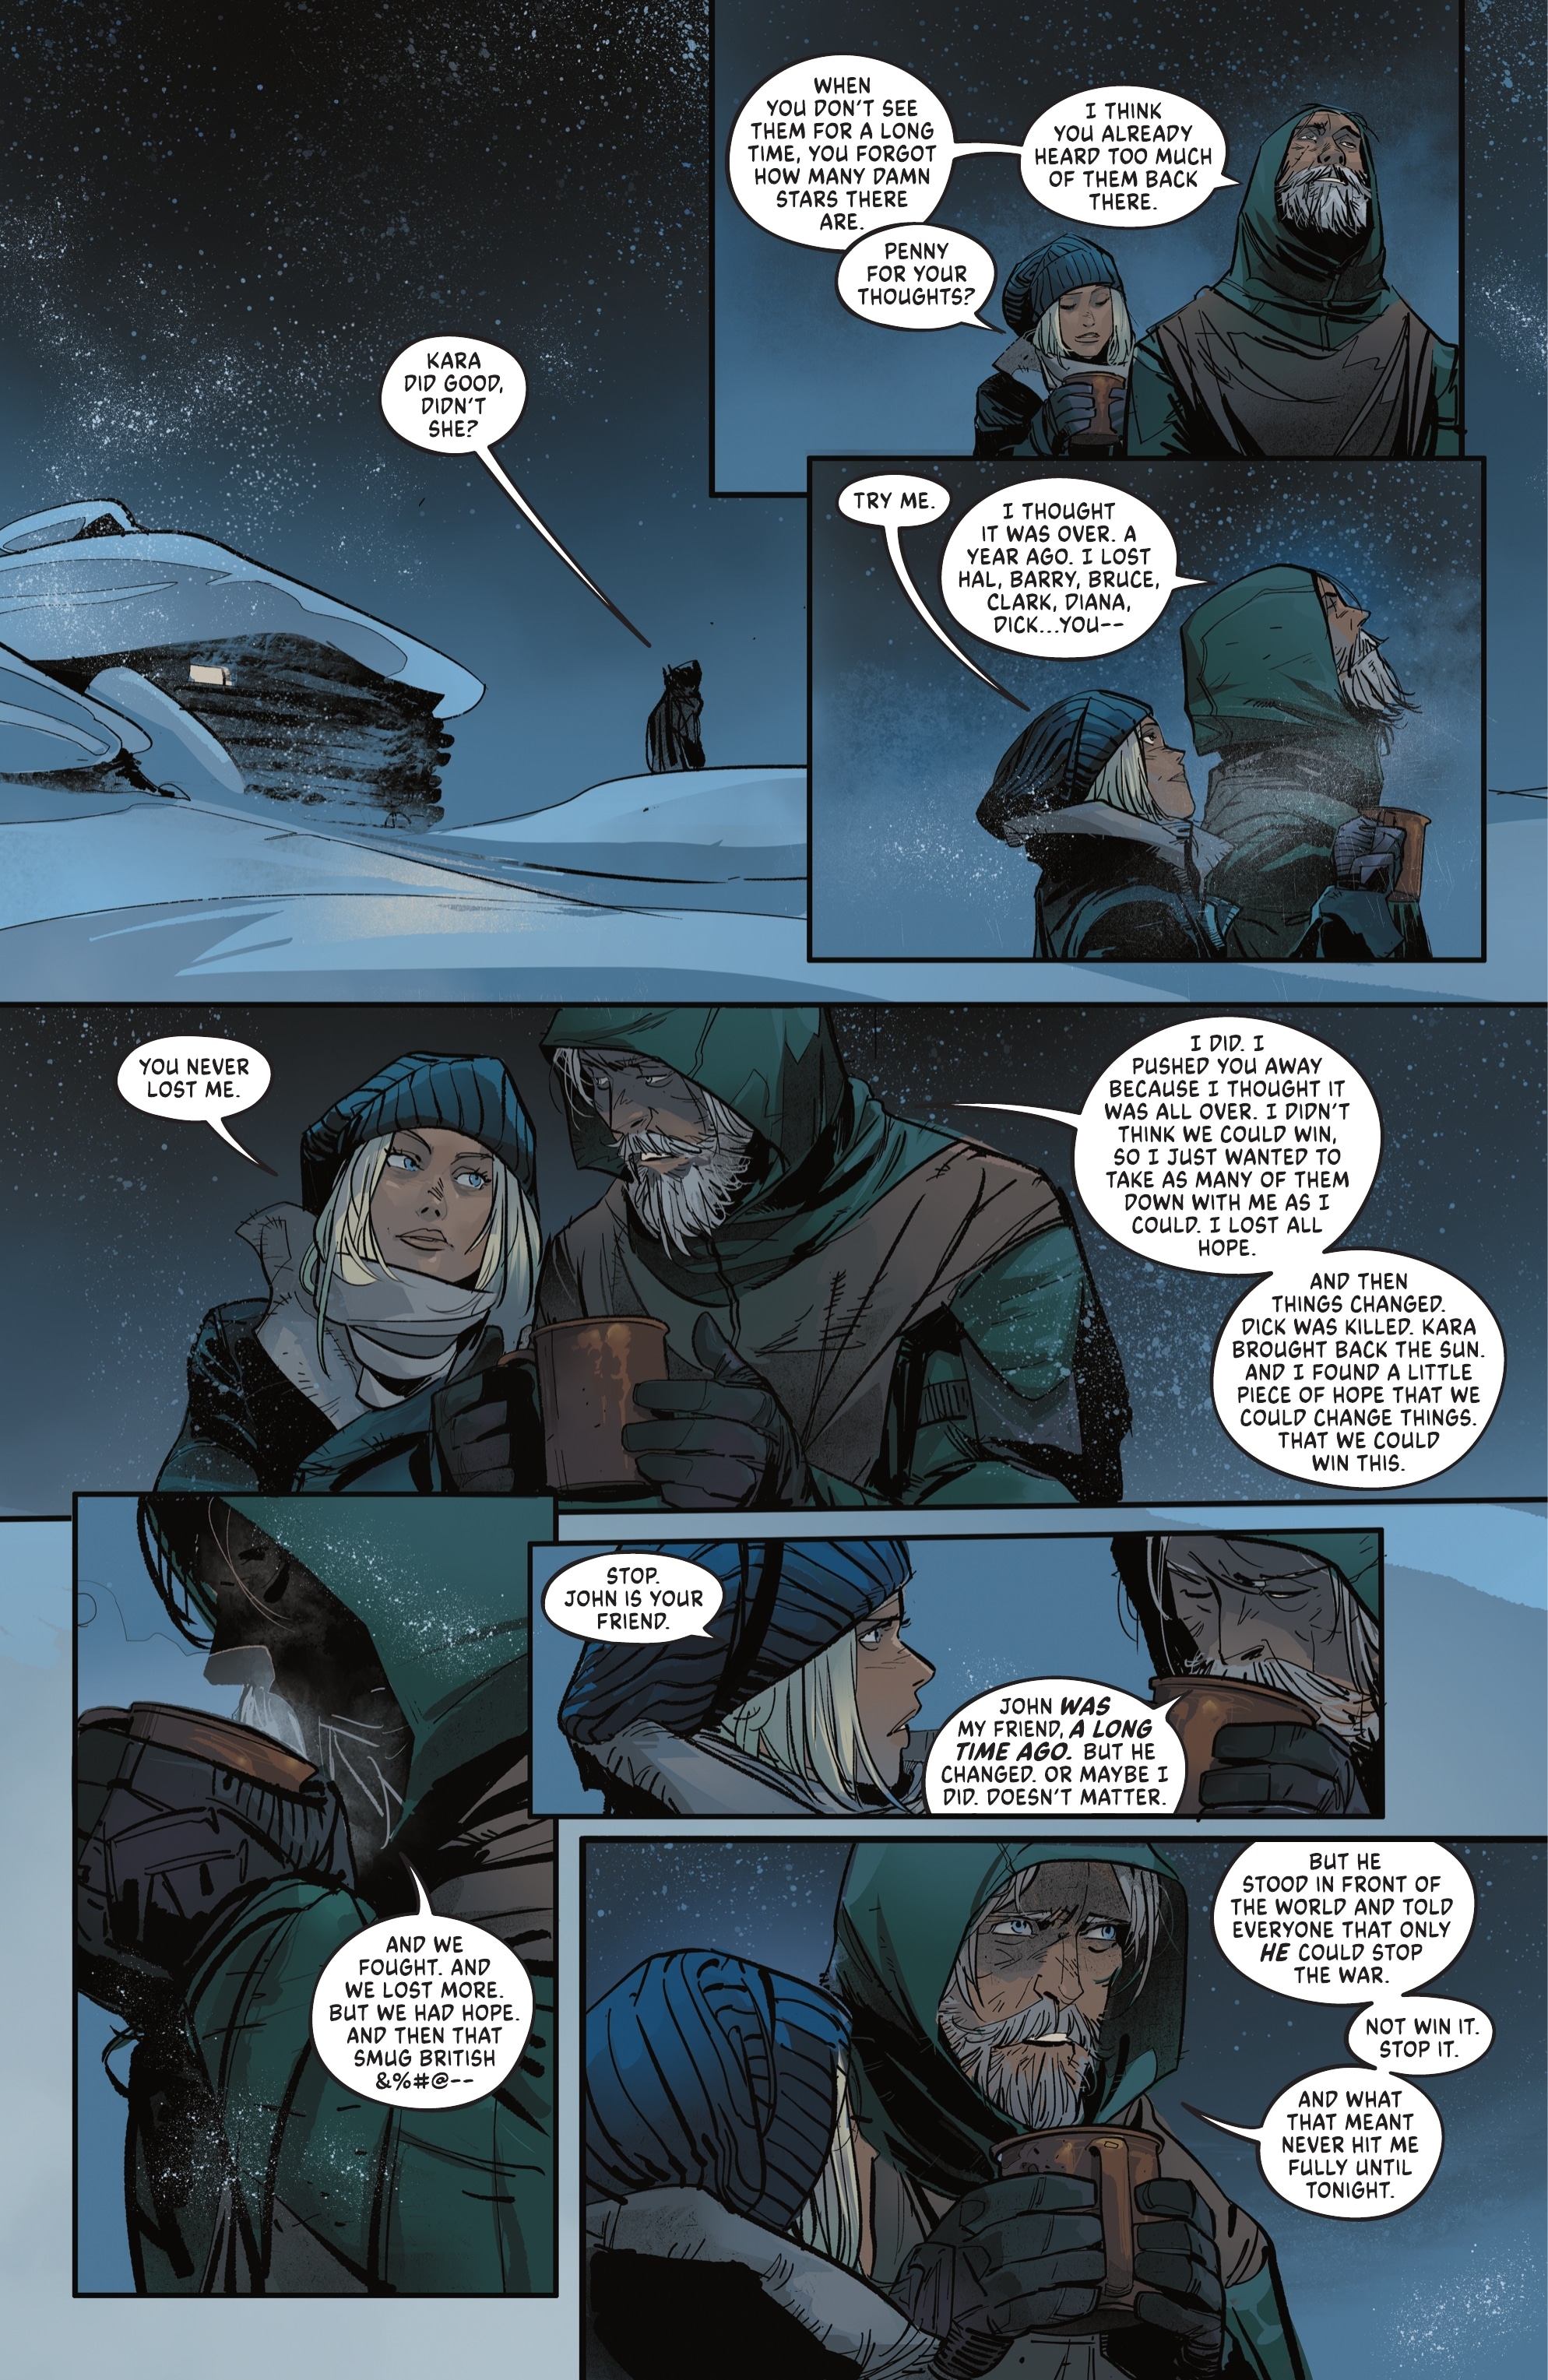 KARA
DID GOOD,
DIDN'T
SHE?
WHEN
YOU DON'T SEE
THEM FOR A LONG
TIME, YOU FORGOT
HOW MANY DAMN
STARS THERE
ARE.
PENNY
FOR YOUR
THOUGHTS?
I THINK
YOU ALREADY
HEARD TOO MUCH
OF THEM BACK
THERE.
TRY ME.
I THOUGHT
IT WAS OVER. A
YEAR AGO. I LOST
HAL, BARRY, BRUCE,
CLARK, DIANA,
DICK...YOU--
YOU NEVER
LOST ME.
I DID. I
PUSHED YOU AWAY
BECAUSE I THOUGHT IT
WAS ALL OVER. I DIDN'T
THINK WE COULD WIN,
SO I JUST WANTED TO
TAKE AS MANY OF THEM
DOWN WITH ME AS I
COULD. I LOST ALL
HOPE.
AND THEN
THINGS CHANGED.
DICK WAS KILLED. KARA
BROUGHT BACK THE SUN.
AND I FOUND A LITTLE
PIECE OF HOPE THAT WE
COULD CHANGE THINGS.
THAT WE COULD
WIN THIS.
AND WE
FOUGHT. AND
WE LOST MORE.
BUT WE HAD HOPE.
AND THEN THAT
SMUG BRITISH
&%#@--
STOP.
JOHN IS YOUR
FRIEND.
JOHN WAS
MY FRIEND, A LONG
TIME AGO. BUT HE
CHANGED. OR MAYBE I
DID. DOESN'T MATTER.
BUT HE
STOOD IN FRONT OF
THE WORLD AND TOLD
EVERYONE THAT ONLY
HE COULD STOP
THE WAR.
NOT WIN IT.
STOP IT.
AND WHAT
THAT MEANT
NEVER HIT ME
FULLY UNTIL
TONIGHT.